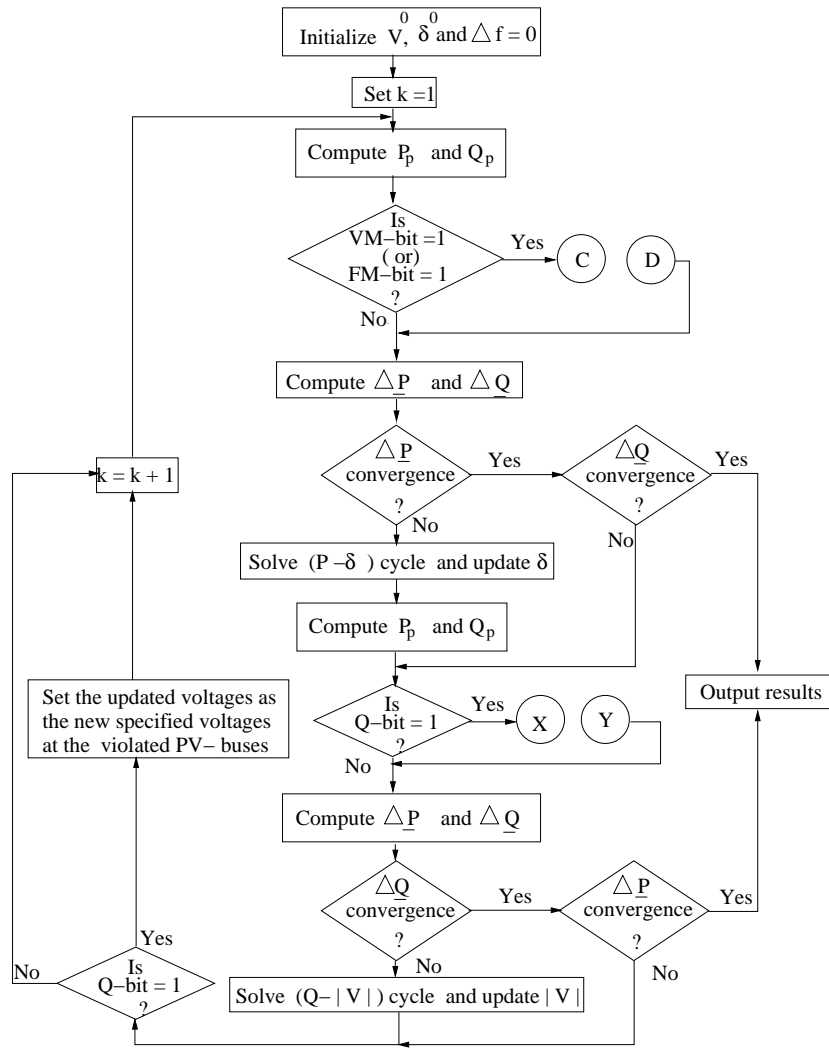 Initialize V⁰, δ⁰ and △ f = 0
Set k =1
Compute Pp and Qp
Is
VM−bit =1
( or)
FM−bit = 1
?
Yes
C
D
No
Compute △P and △Q
△P
convergence
?
Yes
△Q
convergence
?
Yes
k = k + 1
No
No
Solve (P −δ ) cycle and update δ
Compute Pp and Qp
Set the updated voltages as
the new specified voltages
at the violated PV− buses
Output results
Is
Q−bit = 1
?
Yes
X
Y
No
Compute △P and △Q
△Q
convergence
?
Yes
△P
convergence
?
Yes
Yes
No
Is
Q−bit = 1
?
No
No
Solve (Q− | V | ) cycle and update | V |